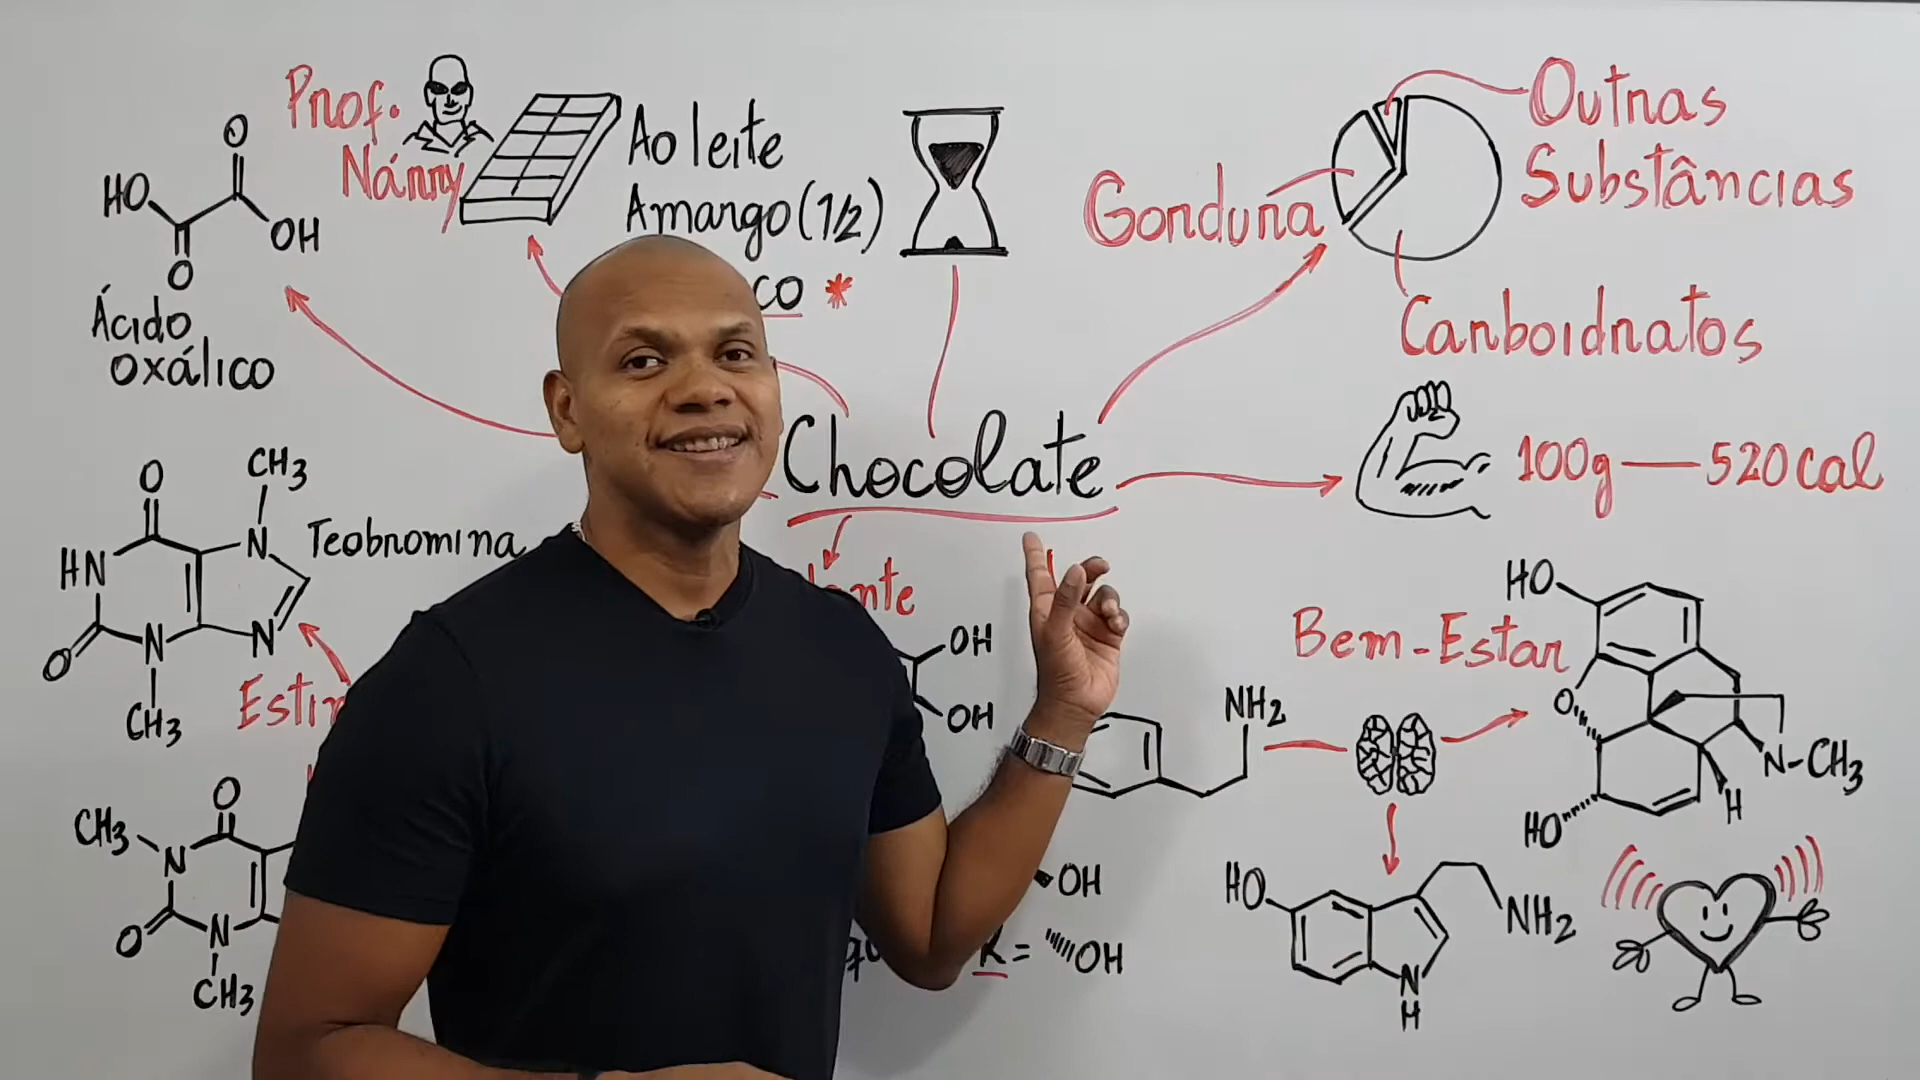 Prof.
Nánny
Ao leite
Amargo (1/2)
co *
Outras
Substâncias
Gordura
Carboidratos
O
HO
OH
O
Ácido
oxálico
Chocolate
100g — 520 cal
O
CH3
HN
N
Teobromina
O
N
N
CH3
ante
OH
OH
NH2
Bem-Estar
HO
O
N-CH3
H
HO
O
CH3
N
O
N
CH3
OH
R = OH
HO
NH2
N
H